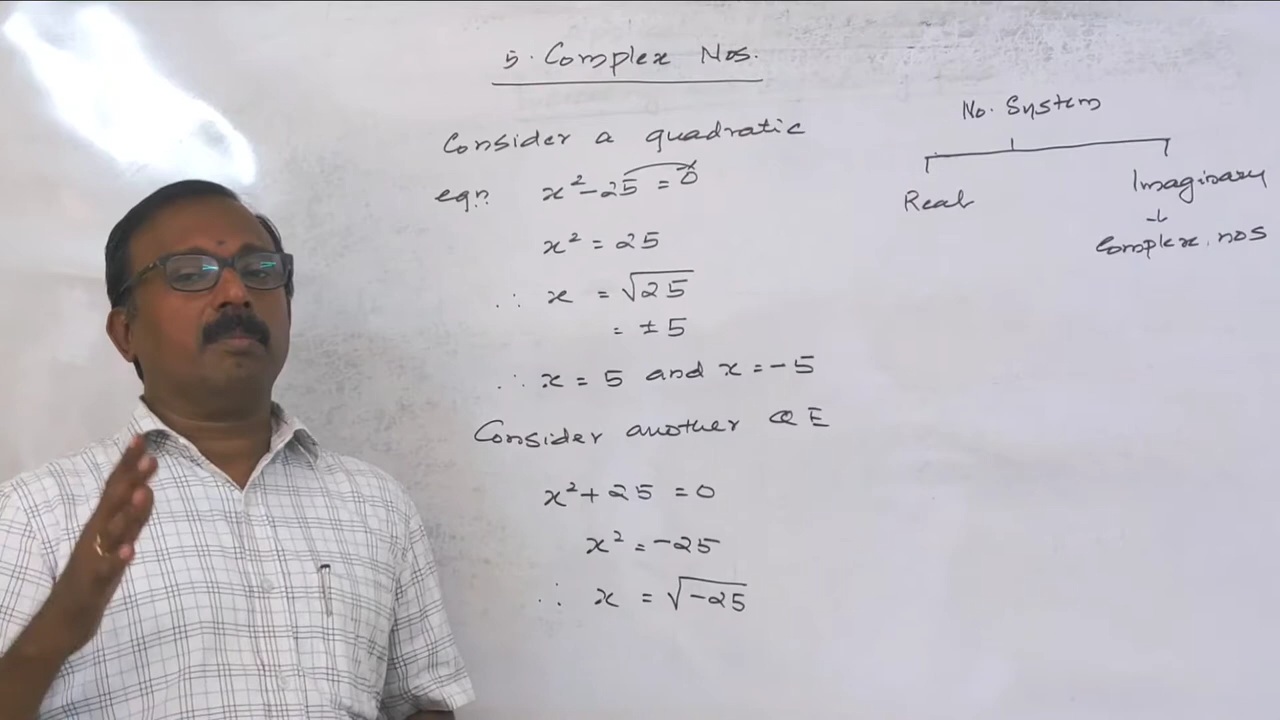 5. Complex Nos.
Consider a quadratic
eqn x² - 25 = 0
x² = 25
∴ x = √25
= ±5
∴ x = 5 and x = -5
Consider another QE
x² + 25 = 0
x² = -25
∴ x = √-25
No. System
Real
Imaginary
Complex. nos